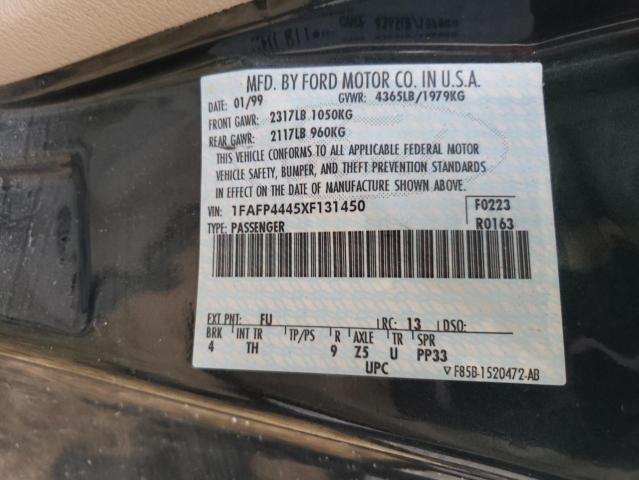 MFD. BY FORD MOTOR CO. IN U.S.A.
DATE: 01/99 GVWR: 4365LB/1979KG
FRONT GAWR: 2317LB 1050KG
REAR GAWR: 2117LB 960KG
THIS VEHICLE CONFORMS TO ALL APPLICABLE FEDERAL MOTOR
VEHICLE SAFETY, BUMPER, AND THEFT PREVENTION STANDARDS
IN EFFECT ON THE DATE OF MANUFACTURE SHOWN ABOVE.
VIN: 1FAFP4445XF131450 F0223
TYPE: PASSENGER R0163
EXT PNT: FU RC: 13 DSO:
BRK INT TR TP/PS R AXLE TR SPR
4 TH 9 Z5 U PP33
UPC F85B-1520472-AB